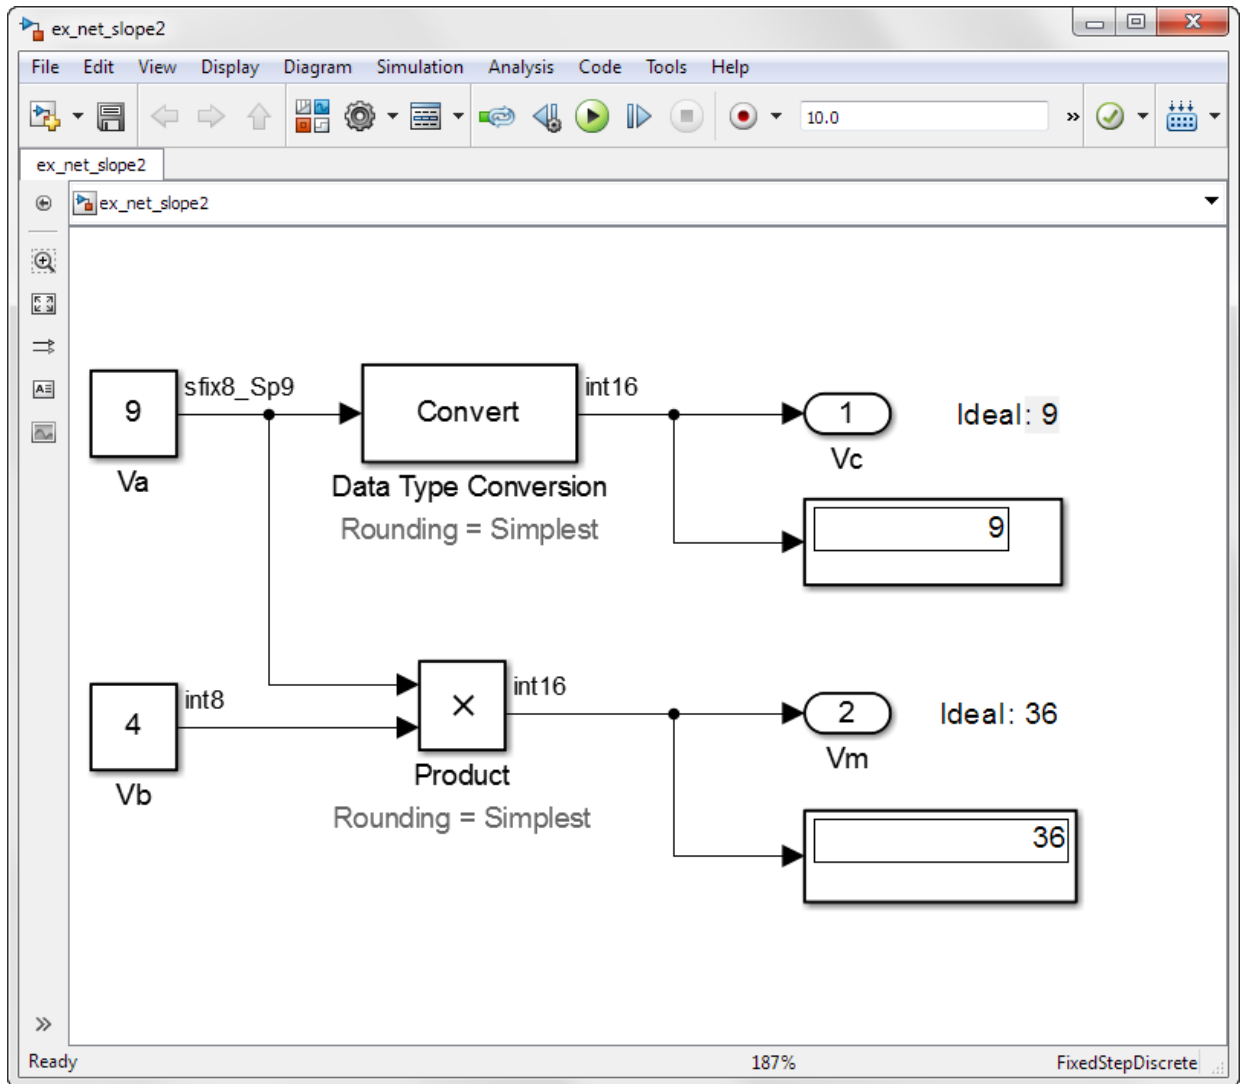 ex_net_slope2
File Edit View Display Diagram Simulation Analysis Code Tools Help
10.0
ex_net_slope2
ex_net_slope2
9
sfix8_Sp9
Convert
int16
1
Ideal: 9
Va
Vc
Data Type Conversion
Rounding = Simplest
9
4
int8
×
int16
2
Ideal: 36
Vb
Product
Vm
Rounding = Simplest
36
Ready
187%
FixedStepDiscrete